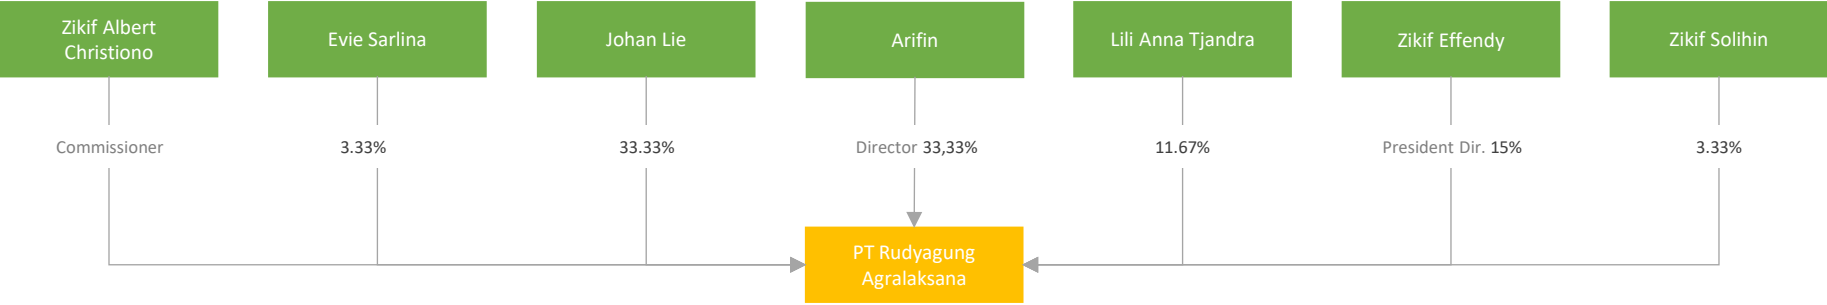 Zikif Albert
Christiono
Evie Sarlina
Johan Lie
Arifin
Lili Anna Tjandra
Zikif Effendy
Zikif Solihin
Commissioner
3.33%
33.33%
Director 33,33%
11.67%
President Dir. 15%
3.33%
PT Rudyagung
Agralaksana